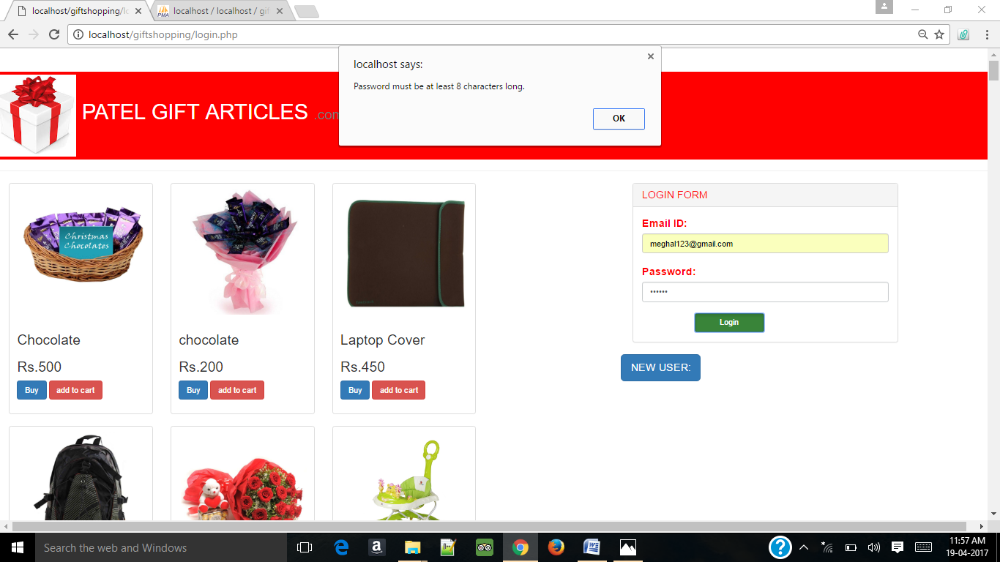 localhost/giftshopping/l
localhost / localhost / gif
localhost/giftshopping/login.php
localhost says:
Password must be at least 8 characters long.
OK
PATEL GIFT ARTICLES .com
Christmas
Chocolates
Chocolate
Rs.500
Buy add to cart
chocolate
Rs.200
Buy add to cart
Laptop Cover
Rs.450
Buy add to cart
LOGIN FORM
Email ID:
meghal123@gmail.com
Password:
••••••
Login
NEW USER:
Search the web and Windows
11:57 AM
19-04-2017